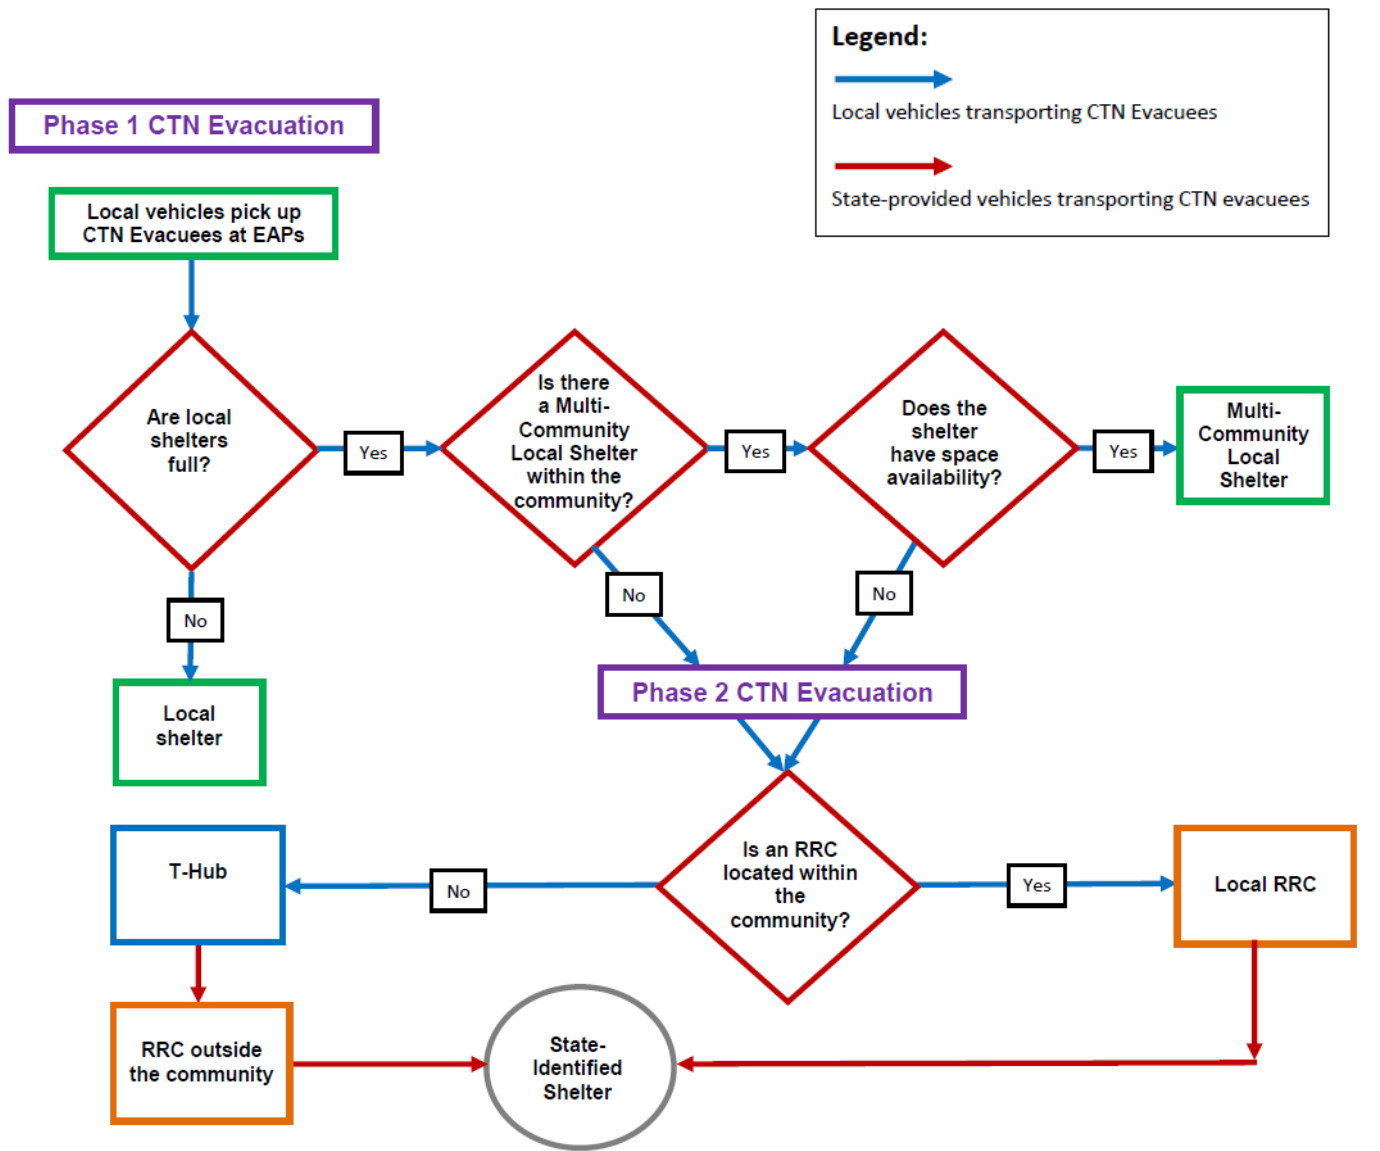 Legend:
Local vehicles transporting CTN Evacuees
State-provided vehicles transporting CTN evacuees
Phase 1 CTN Evacuation
Local vehicles pick up
CTN Evacuees at EAPs
Are local
shelters
full?
Yes
Is there
a Multi-
Community
Local Shelter
within the
community?
Yes
Does the
shelter
have space
availability?
Yes
Multi-
Community
Local
Shelter
No
No
No
Local
shelter
Phase 2 CTN Evacuation
Is an RRC
located within
the
community?
No
T-Hub
Yes
Local RRC
RRC outside
the community
State-
Identified
Shelter